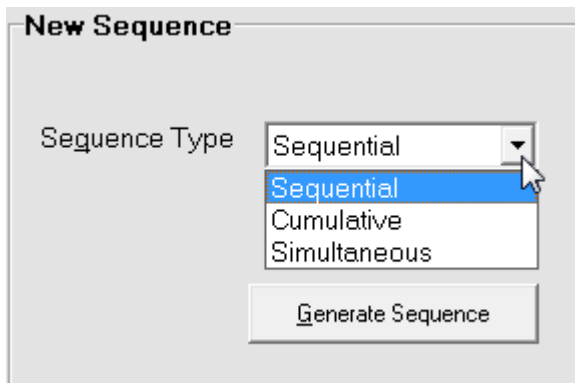 New Sequence
Sequence Type
Sequential
Sequential
Cumulative
Simultaneous
Generate Sequence